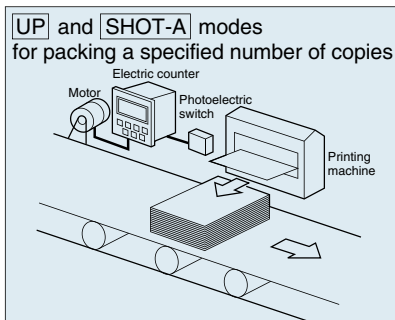 UP and SHOT-A modes
for packing a specified number of copies
Electric counter
Motor
Photoelectric
switch
Printing
machine